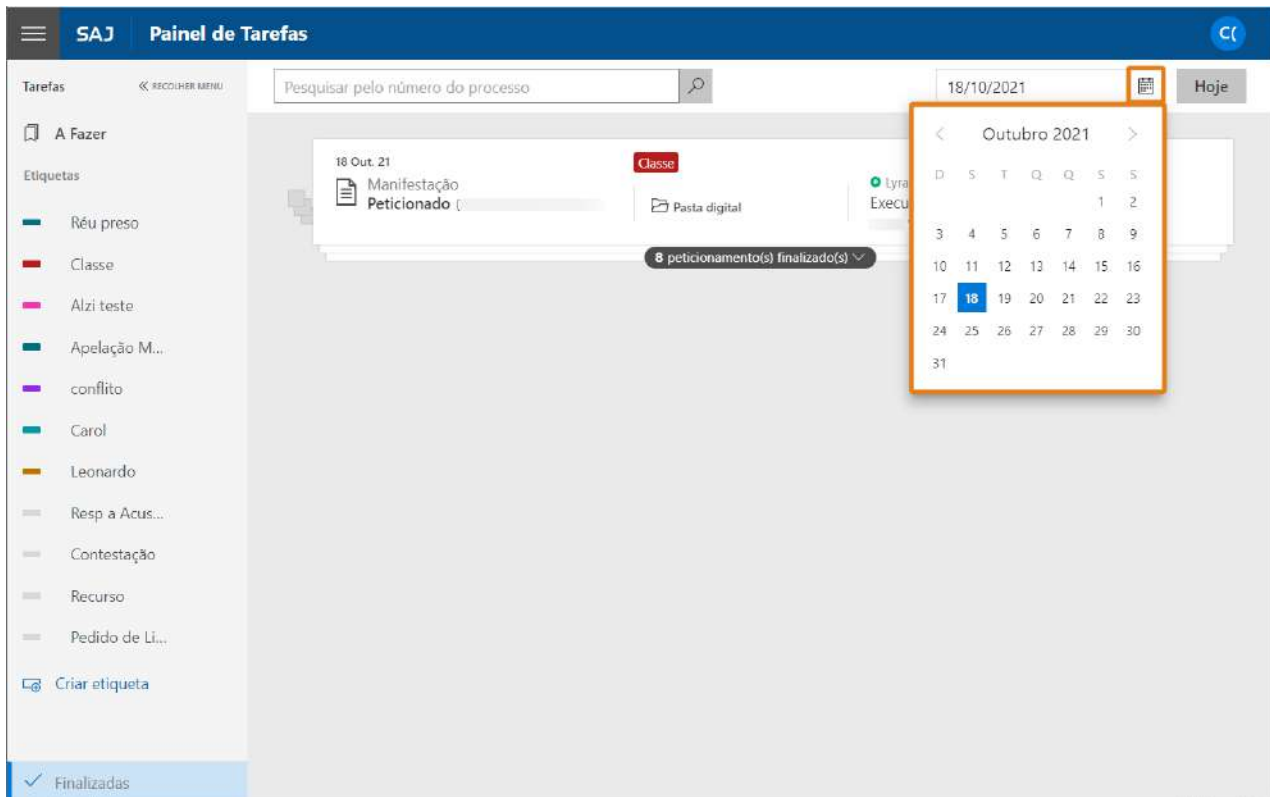 SAJ Painel de Tarefas C(
Tarefas RECOLHER MENU Pesquisar pelo número do processo 18/10/2021 Hoje
A Fazer
Etiquetas
Réu preso
Classe
Alzi teste
Apelação M...
conflito
Carol
Leonardo
Resp a Acus...
Contestação
Recurso
Pedido de Li...
Criar etiqueta
Finalizadas
18 Out. 21 Classe
Manifestação
Peticionado (
Pasta digital
Lyra
Execu
8 peticionamento(s) finalizado(s)
Outubro 2021
D S T Q Q S S
1 2
3 4 5 6 7 8 9
10 11 12 13 14 15 16
17 18 19 20 21 22 23
24 25 26 27 28 29 30
31